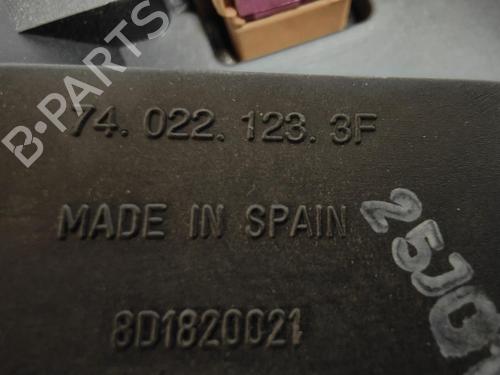 B-PARTS
74. 022. 123. 3F
MADE IN SPAIN
8D1820021